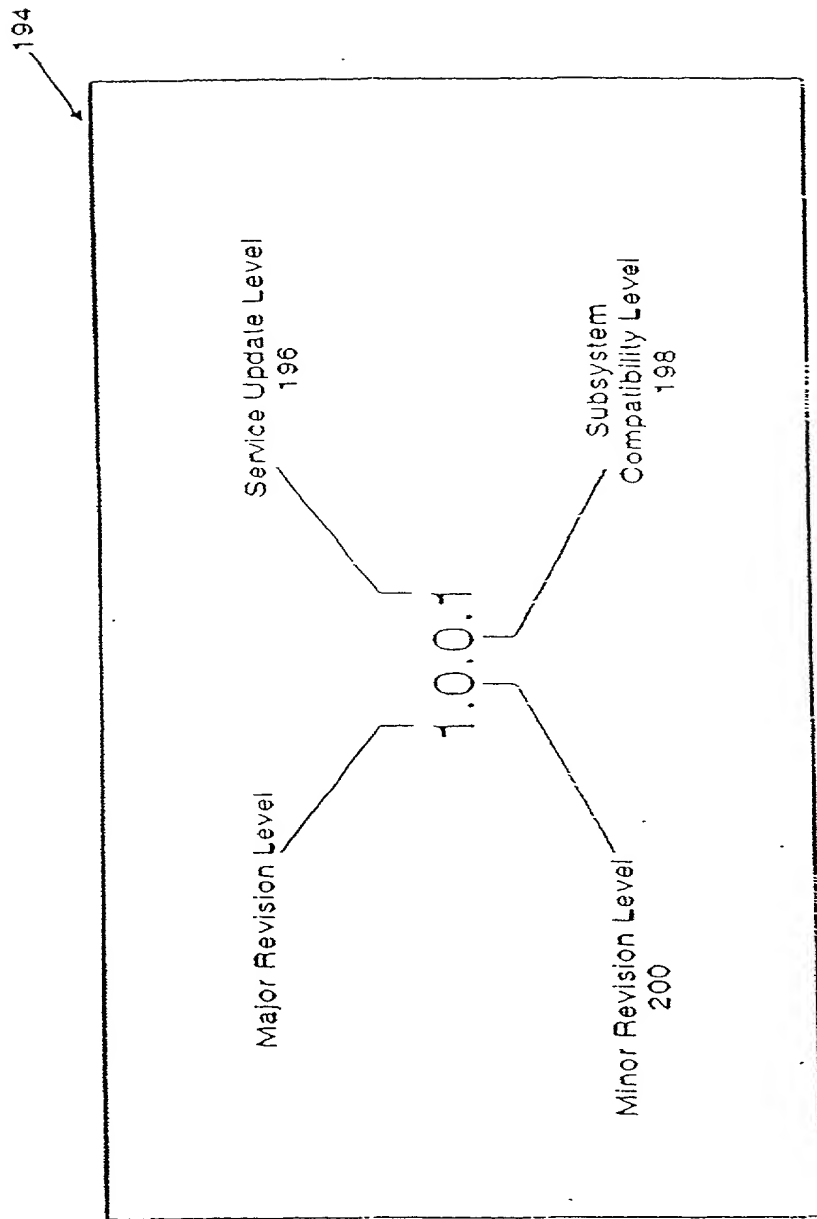 194
Major Revision Level
Service Update Level
196
1.0.0.1
Minor Revision Level
200
Subsystem
Compatibility Level
198